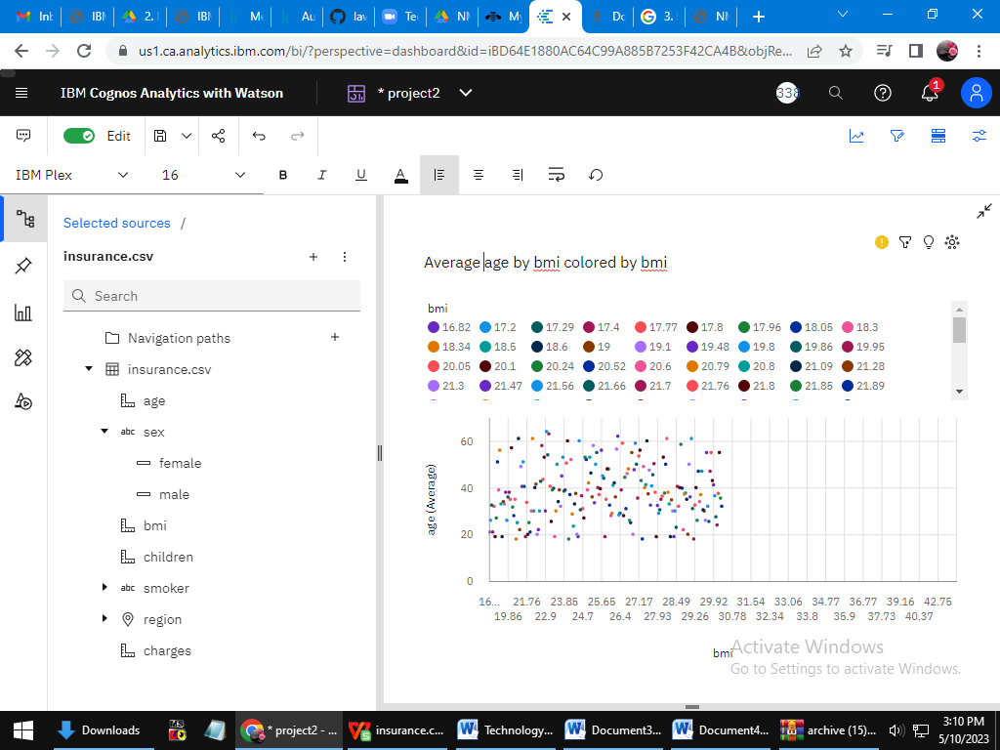 Inl
IBN
2.
IBN
Me
Au
lav
Te
NM
My
Do
3.
NM
us1.ca.analytics.ibm.com/bi/?perspective=dashboard&id=iBD64E1880AC64C99A885B7253F42CA4B&objRe...
IBM Cognos Analytics with Watson
* project2
338
1
Edit
IBM Plex
16
B I U A
Selected sources /
insurance.csv
Search
Navigation paths
insurance.csv
age
abc sex
female
male
bmi
children
abc smoker
region
charges
Average age by bmi colored by bmi
bmi
16.82 17.2 17.29 17.4 17.77 17.8 17.96 18.05 18.3
18.34 18.5 18.6 19 19.1 19.48 19.8 19.86 19.95
20.05 20.1 20.24 20.52 20.6 20.79 20.8 21.09 21.28
21.3 21.47 21.56 21.66 21.7 21.76 21.8 21.85 21.89
age (Average)
60
40
20
0
16... 21.76 23.85 25.65 27.17 28.49 29.92 31.54 33.06 34.77 36.77 39.16 42.75
19.86 22.9 24.7 26.4 27.93 29.26 30.78 32.34 33.8 35.9 37.73 40.37
bmi
Activate Windows
Go to Settings to activate Windows.
Downloads
* project2 - ...
insurance.c...
Technology...
Document3...
Document4...
archive (15)...
3:10 PM
5/10/2023